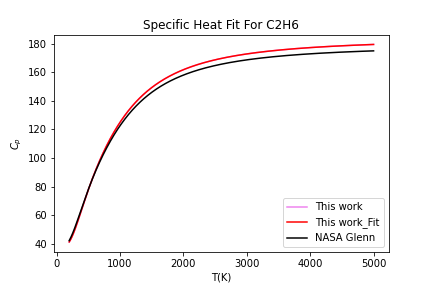 Specific Heat Fit For C2H6
180
160
140
120
100
80
60
40
C_p
0
1000
2000
3000
4000
5000
T(K)
This work
This work_Fit
NASA Glenn